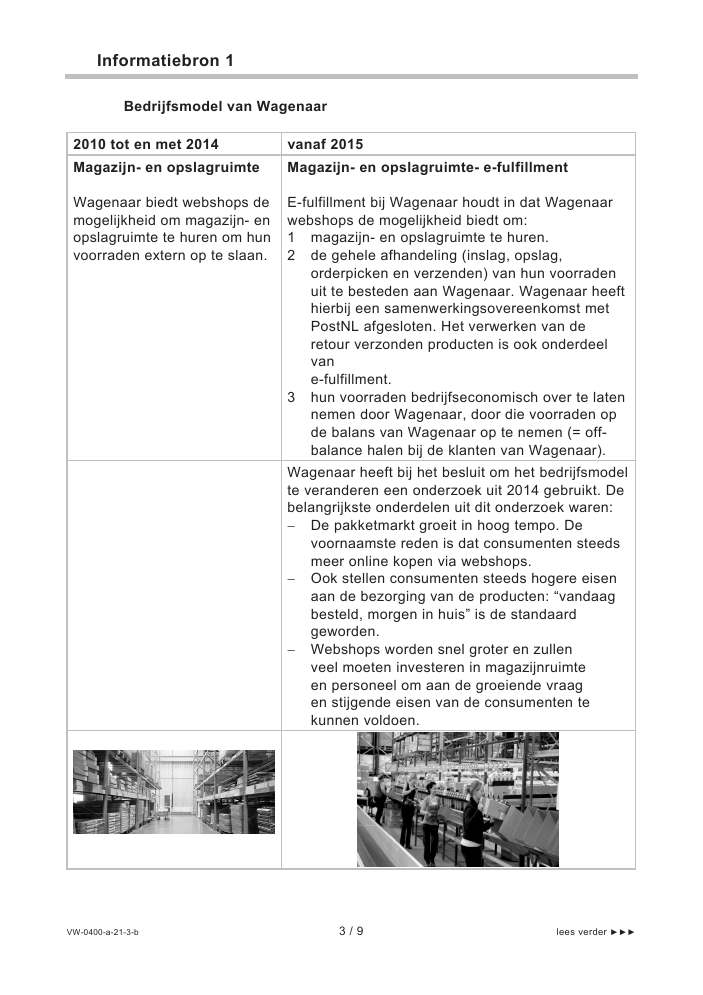 Informatiebron 1
Bedrijfsmodel van Wagenaar
2010 tot en met 2014
vanaf 2015
Magazijn- en opslagruimte
Wagenaar biedt webshops de
mogelijkheid om magazijn- en
opslagruimte te huren om hun
voorraden extern op te slaan.
Magazijn- en opslagruimte- e-fulfillment
E-fulfillment bij Wagenaar houdt in dat Wagenaar
webshops de mogelijkheid biedt om:
1 magazijn- en opslagruimte te huren.
2 de gehele afhandeling (inslag, opslag,
orderpicken en verzenden) van hun voorraden
uit te besteden aan Wagenaar. Wagenaar heeft
hierbij een samenwerkingsovereenkomst met
PostNL afgesloten. Het verwerken van de
retour verzonden producten is ook onderdeel
van
e-fulfillment.
3 hun voorraden bedrijfseconomisch over te laten
nemen door Wagenaar, door die voorraden op
de balans van Wagenaar op te nemen (= off-
balance halen bij de klanten van Wagenaar).
Wagenaar heeft bij het besluit om het bedrijfsmodel
te veranderen een onderzoek uit 2014 gebruikt. De
belangrijkste onderdelen uit dit onderzoek waren:
– De pakketmarkt groeit in hoog tempo. De
voornaamste reden is dat consumenten steeds
meer online kopen via webshops.
– Ook stellen consumenten steeds hogere eisen
aan de bezorging van de producten: “vandaag
besteld, morgen in huis” is de standaard
geworden.
– Webshops worden snel groter en zullen
veel moeten investeren in magazijnruimte
en personeel om aan de groeiende vraag
en stijgende eisen van de consumenten te
kunnen voldoen.
VW-0400-a-21-3-b
3 / 9
lees verder ►►►